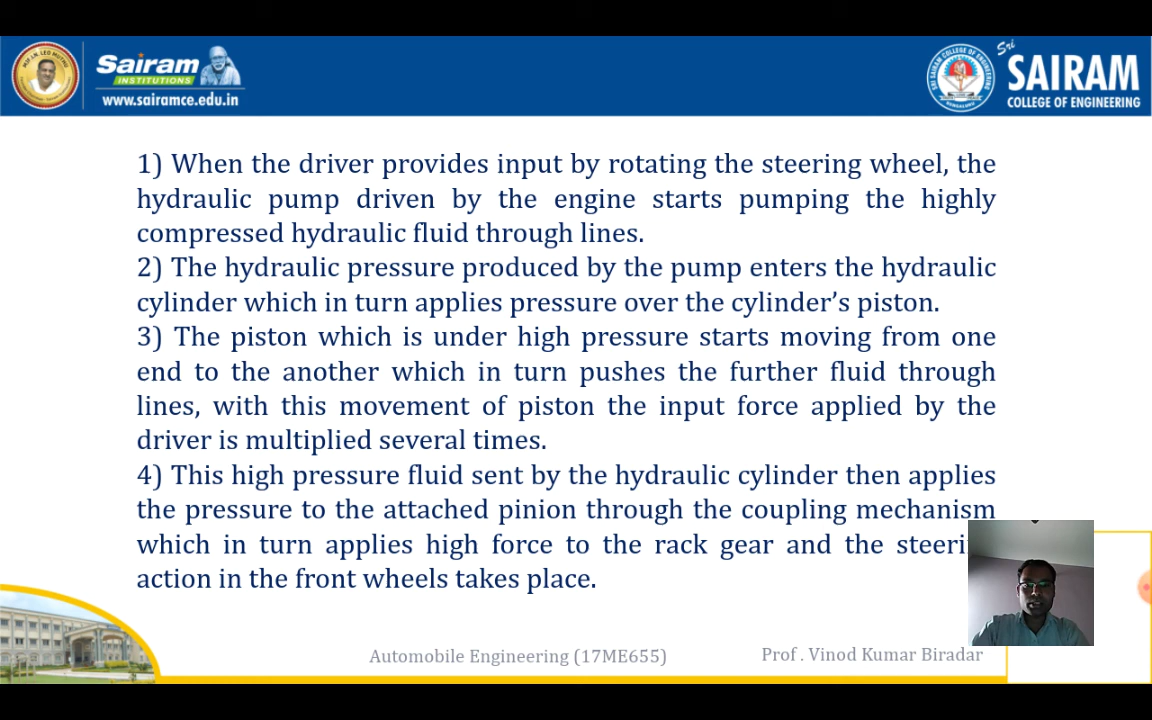 Sairam
INSTITUTIONS
www.sairamce.edu.in
Sri
SAIRAM
COLLEGE OF ENGINEERING
1) When the driver provides input by rotating the steering wheel, the
hydraulic pump driven by the engine starts pumping the highly
compressed hydraulic fluid through lines.
2) The hydraulic pressure produced by the pump enters the hydraulic
cylinder which in turn applies pressure over the cylinder's piston.
3) The piston which is under high pressure starts moving from one
end to the another which in turn pushes the further fluid through
lines, with this movement of piston the input force applied by the
driver is multiplied several times.
4) This high pressure fluid sent by the hydraulic cylinder then applies
the pressure to the attached pinion through the coupling mechanism
which in turn applies high force to the rack gear and the steeri
action in the front wheels takes place.
Automobile Engineering (17ME655)
Prof . Vinod Kumar Biradar